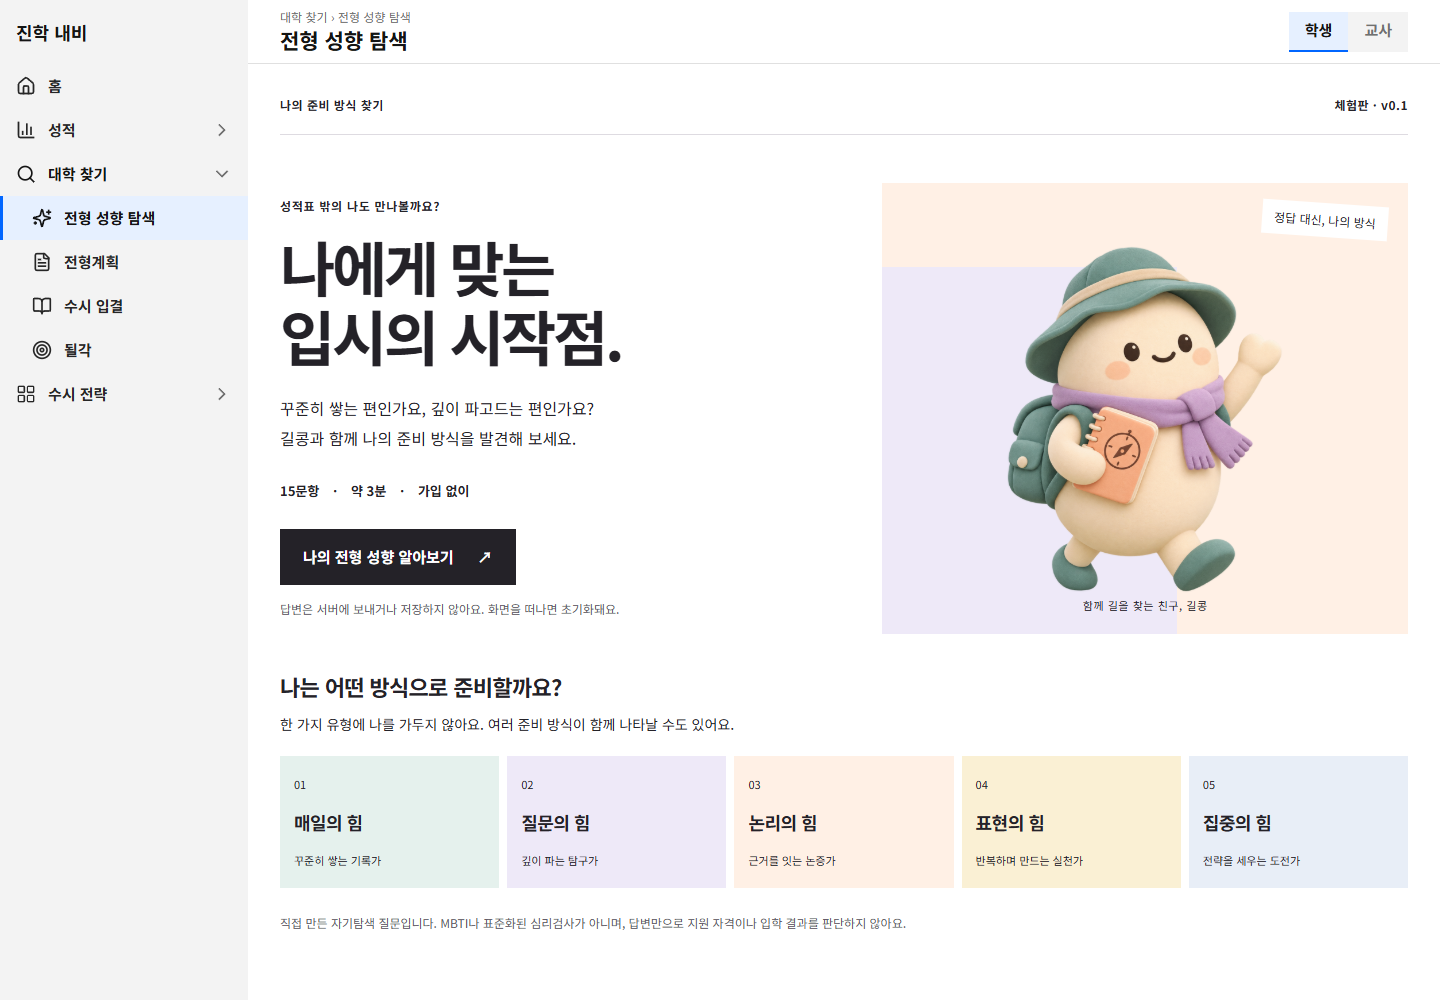 진학 내비
홈
성적
대학 찾기
전형 성향 탐색
전형계획
수시 입결
될각
수시 전략
대학 찾기 › 전형 성향 탐색
전형 성향 탐색
학생
교사
나의 준비 방식 찾기
체험판 · v0.1
성적표 밖의 나도 만나볼까요?
나에게 맞는
입시의 시작점.
꾸준히 쌓는 편인가요, 깊이 파고드는 편인가요?
길콩과 함께 나의 준비 방식을 발견해 보세요.
15문항 · 약 3분 · 가입 없이
나의 전형 성향 알아보기 ↗
답변은 서버에 보내거나 저장하지 않아요. 화면을 떠나면 초기화돼요.
정답 대신, 나의 방식
함께 길을 찾는 친구, 길콩
나는 어떤 방식으로 준비할까요?
한 가지 유형에 나를 가두지 않아요. 여러 준비 방식이 함께 나타날 수도 있어요.
01
매일의 힘
꾸준히 쌓는 기록가
02
질문의 힘
깊이 파는 탐구가
03
논리의 힘
근거를 잇는 논증가
04
표현의 힘
반복하며 만드는 실천가
05
집중의 힘
전략을 세우는 도전가
직접 만든 자기탐색 질문입니다. MBTI나 표준화된 심리검사가 아니며, 답변만으로 지원 자격이나 입학 결과를 판단하지 않아요.